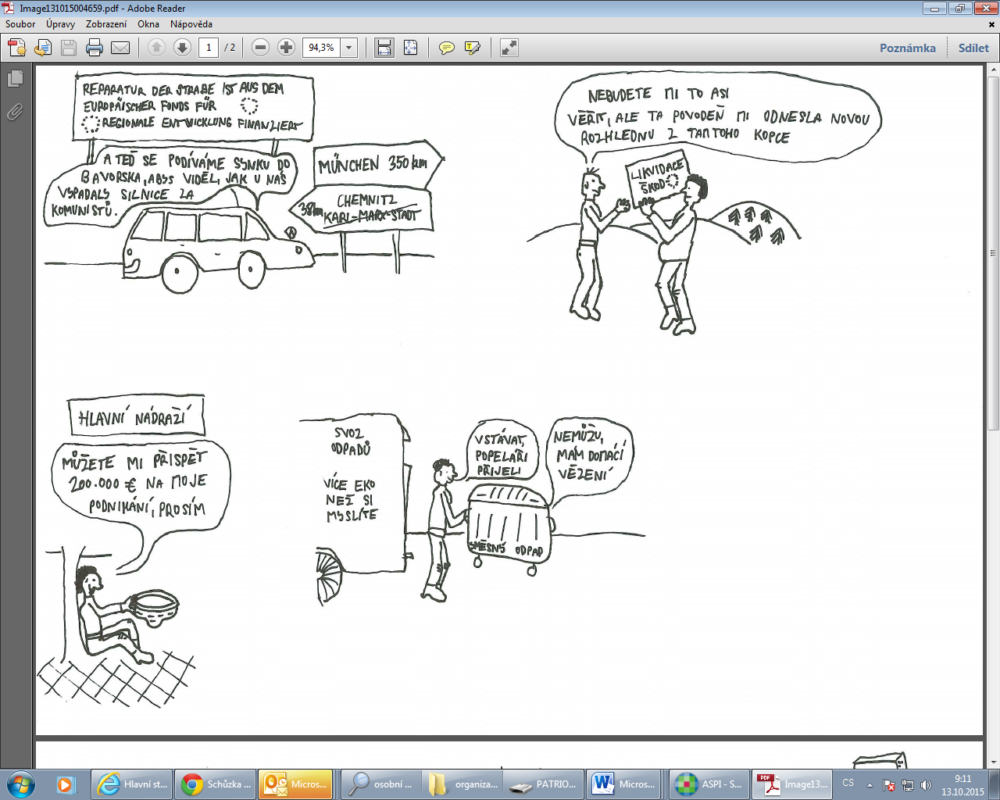 Image131015004659.pdf - Adobe Reader
Soubor Úpravy Zobrazení Okna Nápověda
1 / 2
94,3%
Poznámka
Sdílet
REPARATUR DER STRABE IST AUS DEM
EUROPÄISCHER FONDS FÜR
REGIONALE ENTWICKLUNG FINANZIERT
A TEĎ SE PODÍVÁME SYNKU DO
BAVORSKA, ABYS VIDĚL, JAK U NÁS
VYPADALY SILNICE ZA
KOMUNISTŮ.
MÜNCHEN 350 km
CHEMNITZ
38km KARL-MARX-STADT
NEBUDETE MI TO ASI
VĚŘIT, ALE TA POVODEŇ MI ODNESLA NOVOU
ROZHLEDNU Z TAMTOHO KOPCE
LIKVIDACE
ŠKOD
HLAVNÍ NÁDRAŽÍ
MŮŽETE MI PŘISPĚT
200.000 € NA MOJE
PODNIKÁNÍ, PROSÍM
SVOZ
ODPADŮ
VÍCE EKO
NEŽ SI
MYSLÍTE
VSTÁVAT,
POPELÁŘI
PŘIJELI
NEMŮŽU,
MÁM DOMÁCÍ
VĚZENÍ
SMĚSNÝ ODPAD
Hlavní st...
Schůzka ...
Micros...
osobní ...
organiza...
PATRIO...
Micros...
ASPI - S...
Image13...
CS
9:11
13.10.2015